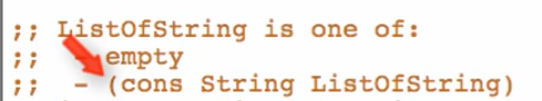 ;; ListOfString is one of:
;; - empty
;; - (cons String ListOfString)